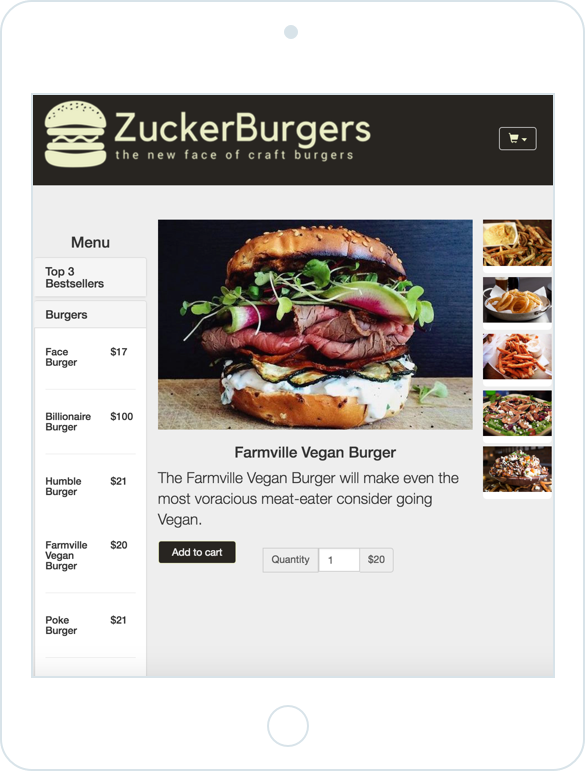 ZuckerBurgers
the new face of craft burgers
Menu
Top 3
Bestsellers
Burgers
Face
Burger
$17
Billionaire
Burger
$100
Humble
Burger
$21
Farmville
Vegan
Burger
$20
Poke
Burger
$21
Farmville Vegan Burger
The Farmville Vegan Burger will make even the
most voracious meat-eater consider going
Vegan.
Add to cart
Quantity
1
$20